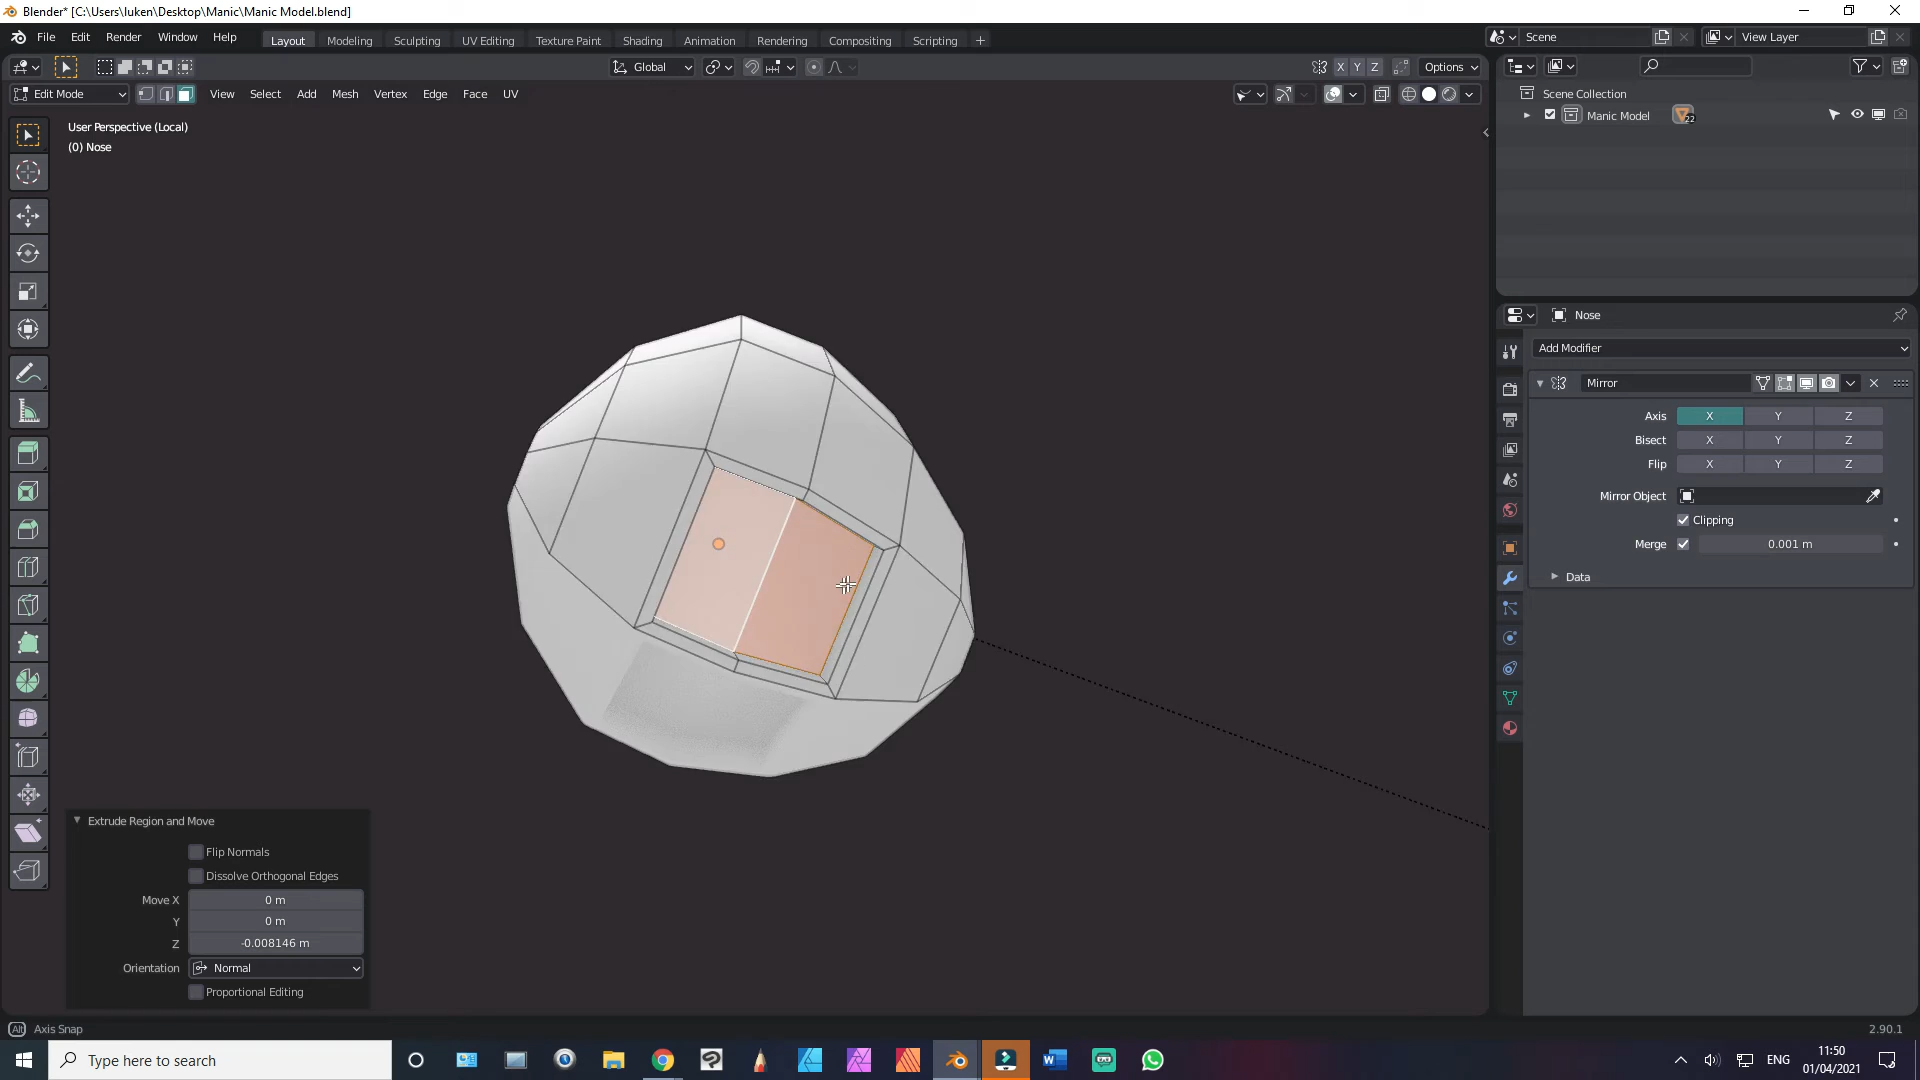 Blender* [C:\Users\luken\Desktop\Manic\Manic Model.blend]
File Edit Render Window Help
Layout Modeling Sculpting UV Editing Texture Paint Shading Animation Rendering Compositing Scripting +
Scene View Layer
Global X Y Z Options
Edit Mode View Select Add Mesh Vertex Edge Face UV
User Perspective (Local)
(0) Nose
Scene Collection
Manic Model 22
Nose
Add Modifier
Mirror
Axis X Y Z
Bisect X Y Z
Flip X Y Z
Mirror Object
Clipping
Merge 0.001 m
Data
Extrude Region and Move
Flip Normals
Dissolve Orthogonal Edges
Move X 0 m
Y 0 m
Z -0.008146 m
Orientation Normal
Proportional Editing
Alt Axis Snap
2.90.1
Type here to search
ENG
11:50
01/04/2021